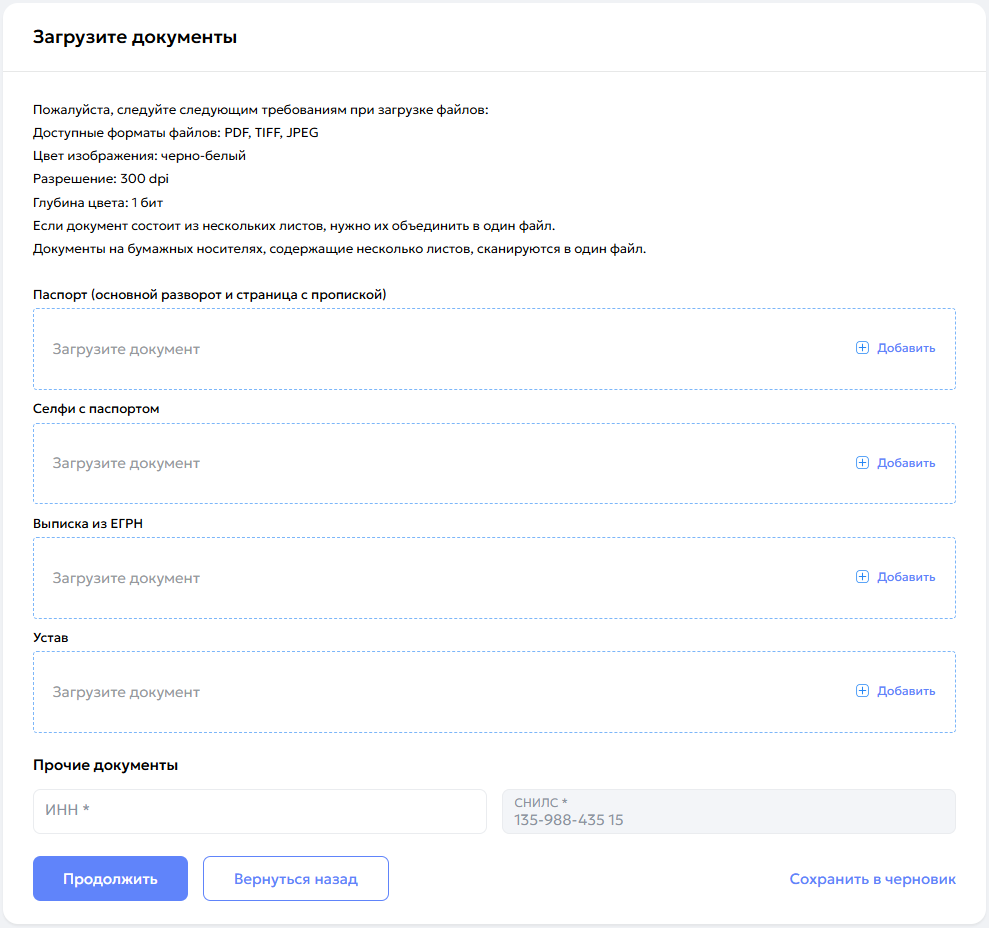 Загрузите документы
Пожалуйста, следуйте следующим требованиям при загрузке файлов:
Доступные форматы файлов: PDF, TIFF, JPEG
Цвет изображения: черно-белый
Разрешение: 300 dpi
Глубина цвета: 1 бит
Если документ состоит из нескольких листов, нужно их объединить в один файл.
Документы на бумажных носителях, содержащие несколько листов, сканируются в один файл.
Паспорт (основной разворот и страница с пропиской)
Загрузите документ
Добавить
Селфи с паспортом
Загрузите документ
Добавить
Выписка из ЕГРН
Загрузите документ
Добавить
Устав
Загрузите документ
Добавить
Прочие документы
ИНН *
СНИЛС *
135-988-435 15
Продолжить
Вернуться назад
Сохранить в черновик